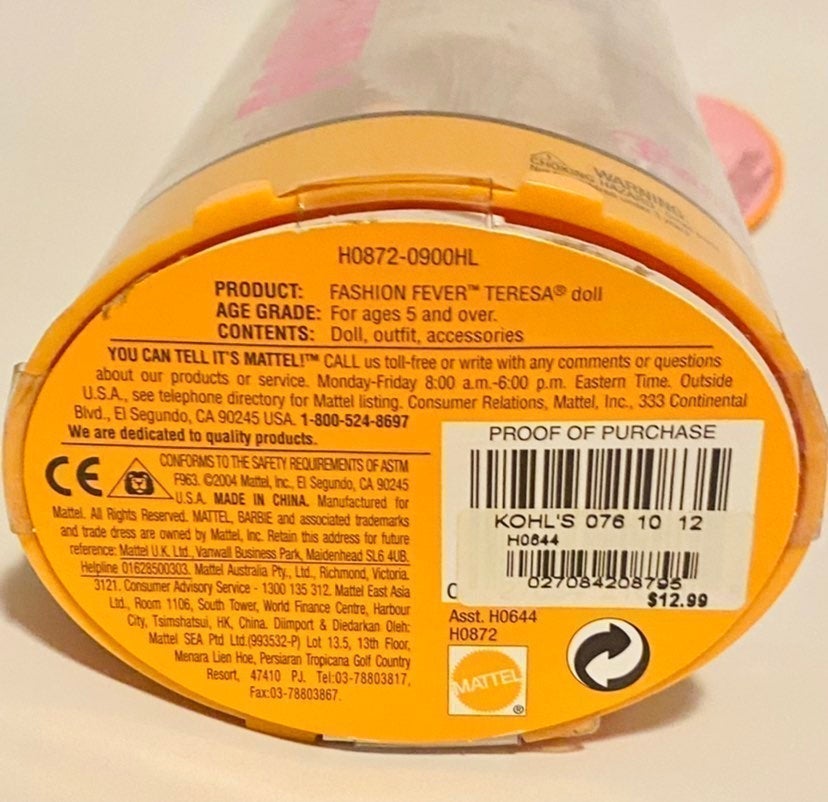 WARNING:
CHOKING HAZARD
H0872-0900HL
PRODUCT: FASHION FEVER™ TERESA® doll
AGE GRADE: For ages 5 and over.
CONTENTS: Doll, outfit, accessories
YOU CAN TELL IT'S MATTEL!™ CALL us toll-free or write with any comments or questions
about our products or service. Monday-Friday 8:00 a.m.-6:00 p.m. Eastern Time. Outside
U.S.A., see telephone directory for Mattel listing. Consumer Relations, Mattel, Inc., 333 Continental
Blvd., El Segundo, CA 90245 USA. 1-800-524-8697
We are dedicated to quality products.
CE
CONFORMS TO THE SAFETY REQUIREMENTS OF ASTM
F963. ©2004 Mattel, Inc., El Segundo, CA 90245
U.S.A. MADE IN CHINA. Manufactured for
Mattel. All Rights Reserved. MATTEL, BARBIE and associated trademarks
and trade dress are owned by Mattel, Inc. Retain this address for future
reference: Mattel U.K. Ltd., Vanwall Business Park, Maidenhead SL6 4UB.
Helpline 01628500303. Mattel Australia Pty., Ltd., Richmond, Victoria.
3121. Consumer Advisory Service - 1300 135 312. Mattel East Asia
Ltd., Room 1106, South Tower, World Finance Centre, Harbour
City, Tsimshatsui, HK, China. Diimport & Diedarkan Oleh:
Mattel SEA Ptd Ltd.(993532-P) Lot 13.5, 13th Floor,
Menara Lien Hoe, Persiaran Tropicana Golf Country
Resort, 47410 PJ. Tel:03-78803817,
Fax:03-78803867.
PROOF OF PURCHASE
KOHL'S 076 10 12
H0644
027084208795
$12.99
Asst. H0644
H0872
MATTEL
®